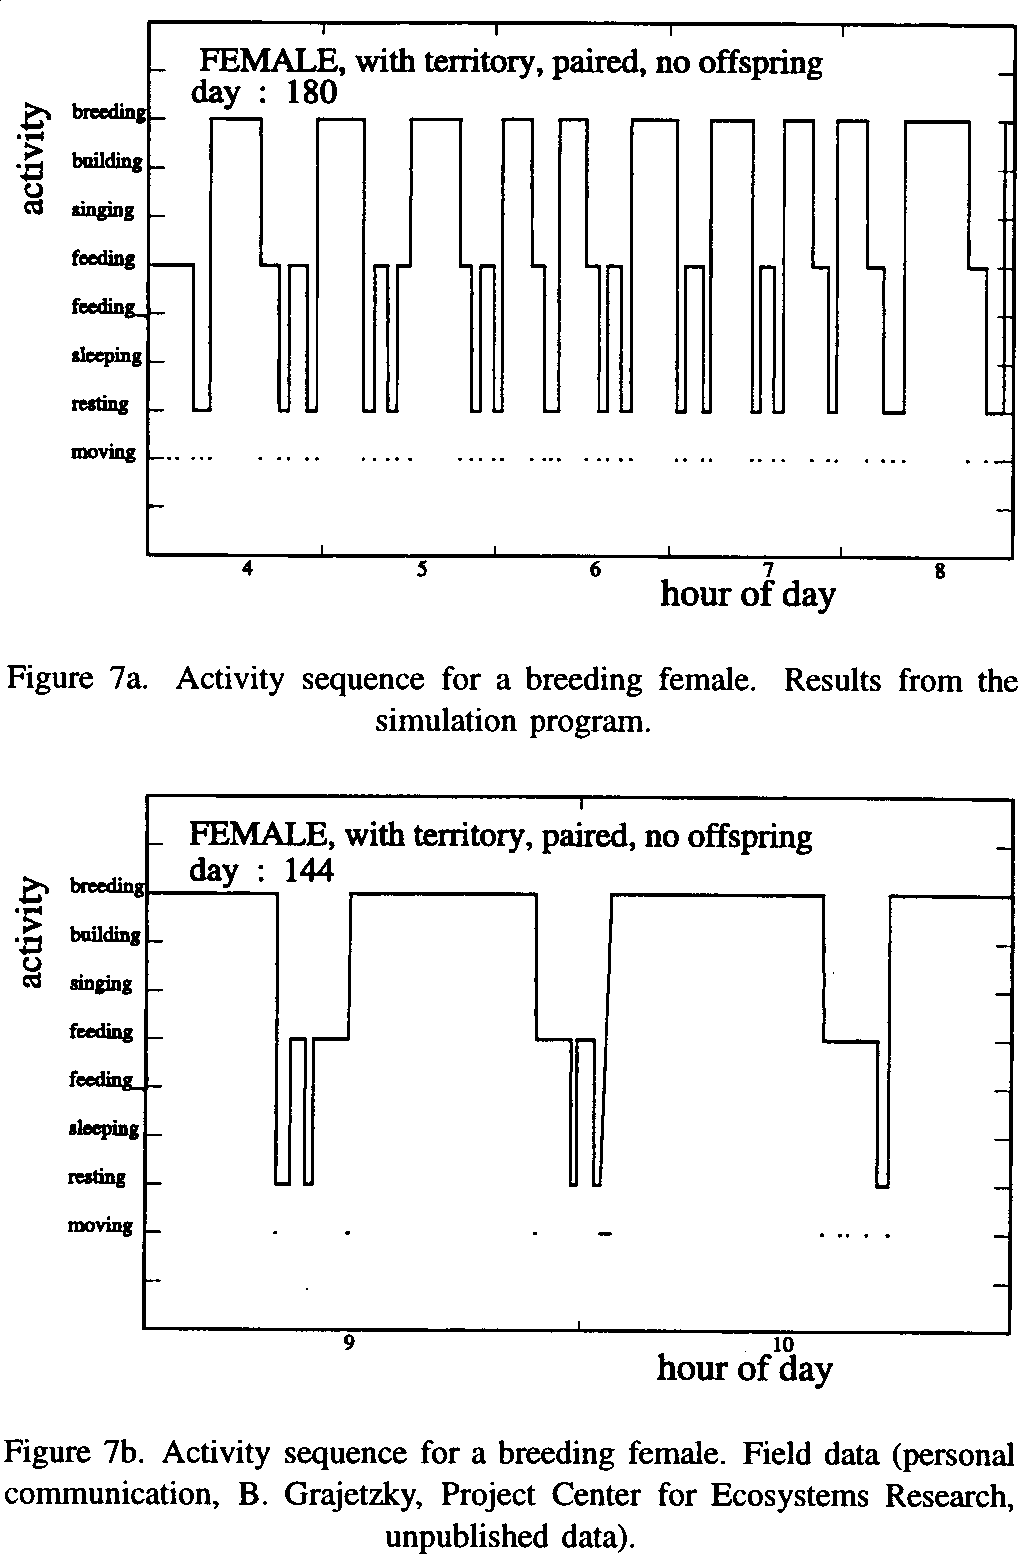 FEMALE, with territory, paired, no offspring
day : 180
activity
breeding
building
singing
feeding
feeding_
sleeping
resting
moving
4 5 6 7 8
hour of day
Figure 7a. Activity sequence for a breeding female. Results from the
simulation program.
FEMALE, with territory, paired, no offspring
day : 144
activity
breeding
building
singing
feeding
feeding_
sleeping
resting
moving
9 10
hour of day
Figure 7b. Activity sequence for a breeding female. Field data (personal
communication, B. Grajetzky, Project Center for Ecosystems Research,
unpublished data).